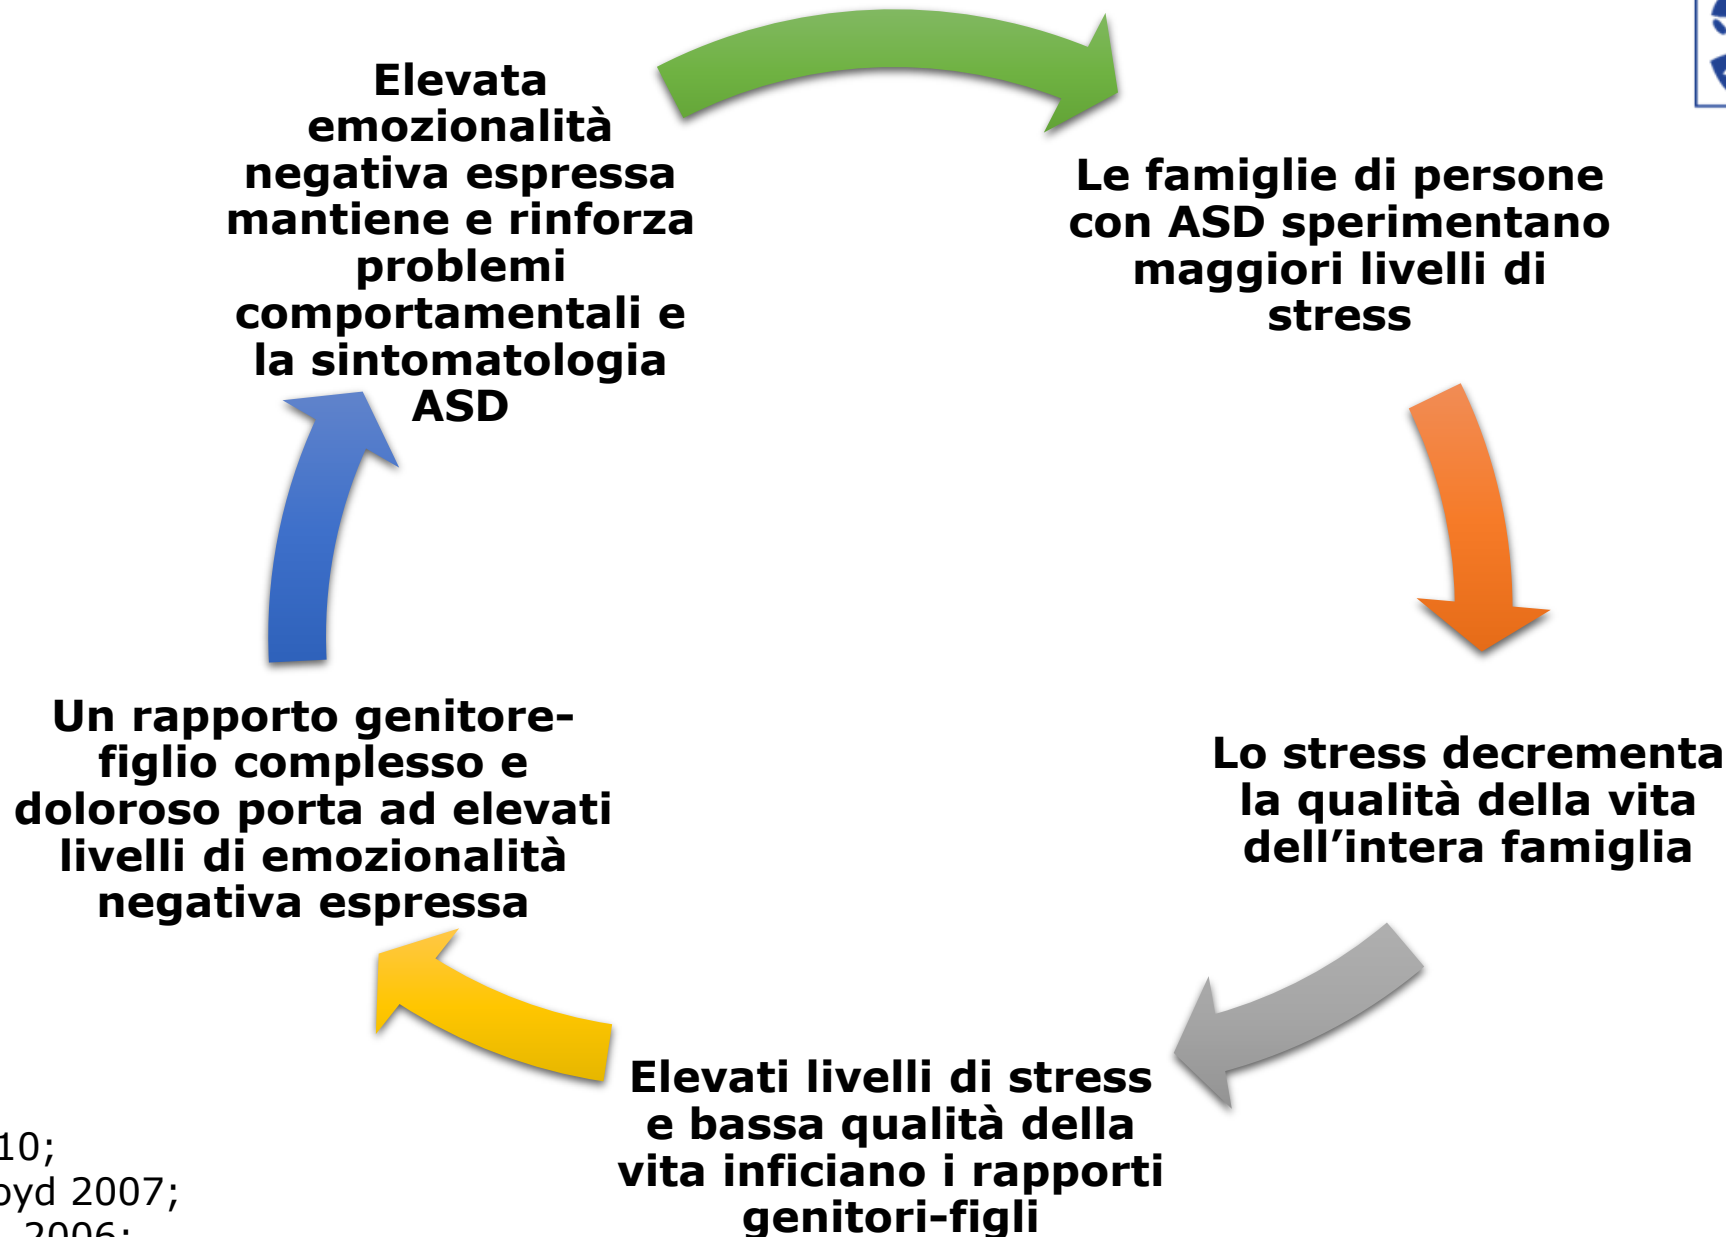 Elevata
emozionalità
negativa espressa
mantiene e rinforza
problemi
comportamentali e
la sintomatologia
ASD
Le famiglie di persone
con ASD sperimentano
maggiori livelli di
stress
Lo stress decrementa
la qualità della vita
dell’intera famiglia
Elevati livelli di stress
e bassa qualità della
vita inficiano i rapporti
genitori-figli
Un rapporto genitore-
figlio complesso e
doloroso porta ad elevati
livelli di emozionalità
negativa espressa
10;
oyd 2007;
2006;